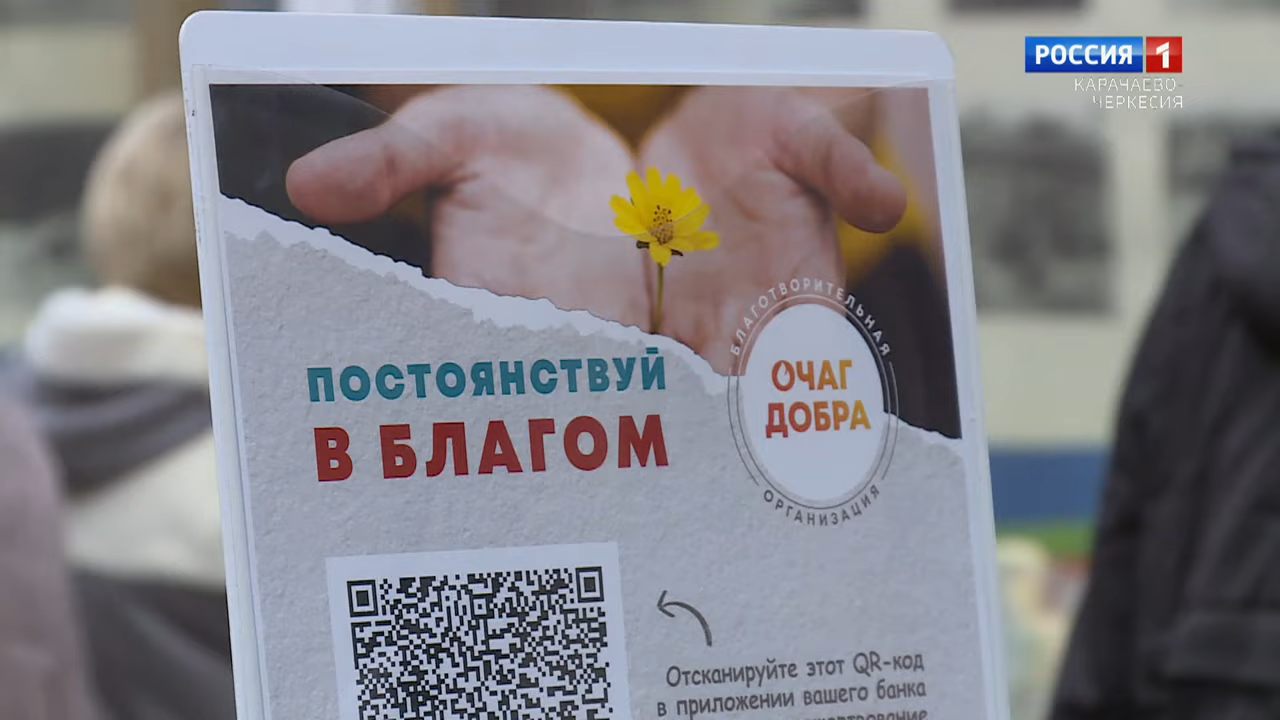 РОССИЯ 1
КАРАЧАЕВО-
ЧЕРКЕСИЯ
БЛАГОТВОРИТЕЛЬНАЯ
ОЧАГ
ДОБРА
ОРГАНИЗАЦИЯ
ПОСТОЯНСТВУЙ
В БЛАГОМ
Отсканируйте этот QR-код
в приложении вашего банка